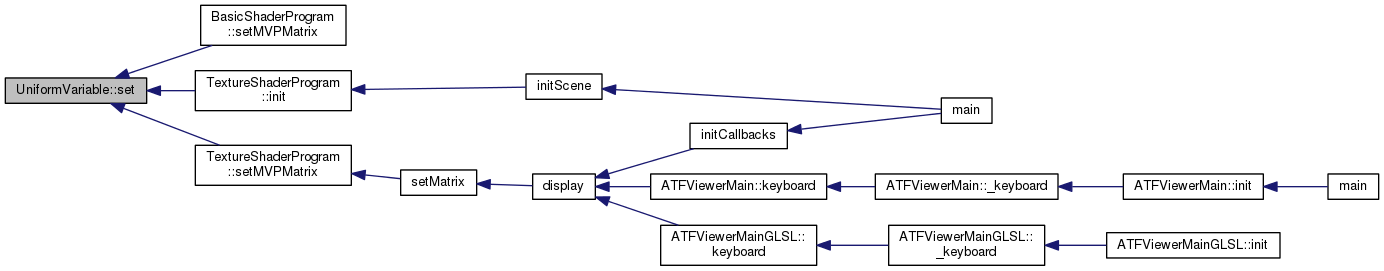 UniformVariable::set
BasicShaderProgram
::setMVPMatrix
TextureShaderProgram
::init
TextureShaderProgram
::setMVPMatrix
initScene
setMatrix
display
main
initCallbacks
ATFViewerMain::keyboard
ATFViewerMain::_keyboard
ATFViewerMain::init
main
ATFViewerMainGLSL::
keyboard
ATFViewerMainGLSL::
_keyboard
ATFViewerMainGLSL::init